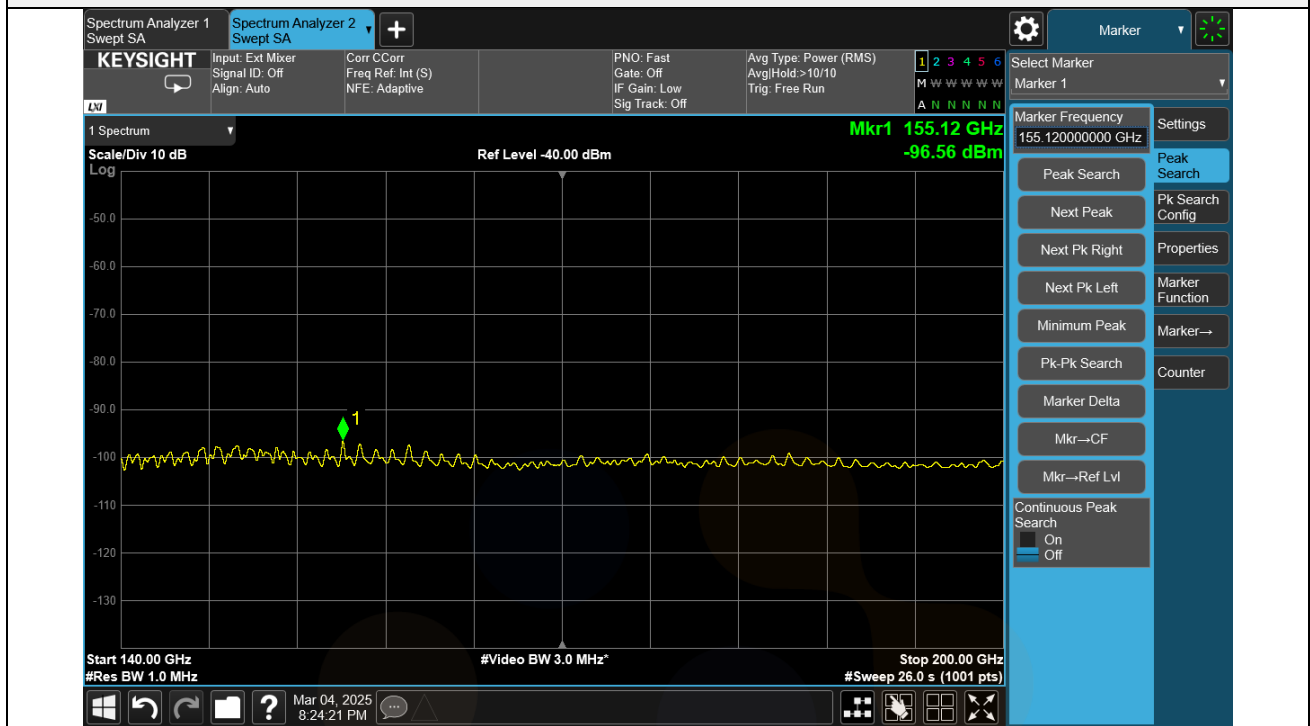 Spectrum Analyzer 1
Swept SA
Spectrum Analyzer 2
Swept SA
+
Marker
KEYSIGHT
LXI
Input: Ext Mixer
Signal ID: Off
Align: Auto
Corr CCorr
Freq Ref: Int (S)
NFE: Adaptive
PNO: Fast
Gate: Off
IF Gain: Low
Sig Track: Off
Avg Type: Power (RMS)
Avg|Hold:>10/10
Trig: Free Run
1 2 3 4 5 6
M W W W W W
A N N N N N
Select Marker
Marker 1
1 Spectrum
Scale/Div 10 dB
Log
Ref Level -40.00 dBm
Mkr1 155.12 GHz
-96.56 dBm
-50.0
-60.0
-70.0
-80.0
-90.0
-100
-110
-120
-130
1
Start 140.00 GHz
#Res BW 1.0 MHz
#Video BW 3.0 MHz*
Stop 200.00 GHz
#Sweep 26.0 s (1001 pts)
Marker Frequency
155.120000000 GHz
Peak Search
Next Peak
Next Pk Right
Next Pk Left
Minimum Peak
Pk-Pk Search
Marker Delta
Mkr→CF
Mkr→Ref Lvl
Continuous Peak
Search
On
Off
Settings
Peak
Search
Pk Search
Config
Properties
Marker
Function
Marker→
Counter
?
Mar 04, 2025
8:24:21 PM